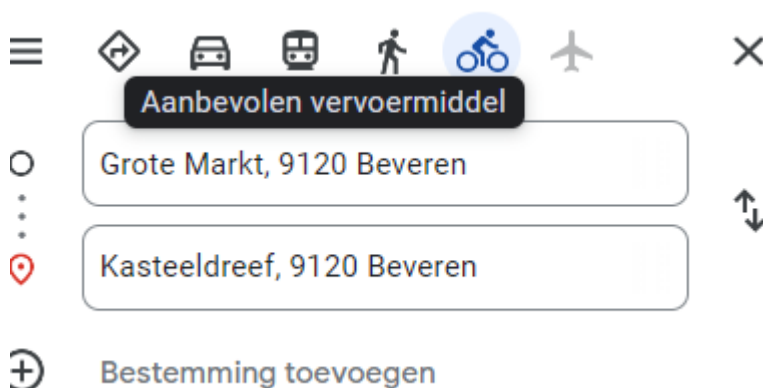 Aanbevolen vervoermiddel
Grote Markt, 9120 Beveren
Kasteeldreef, 9120 Beveren
Bestemming toevoegen